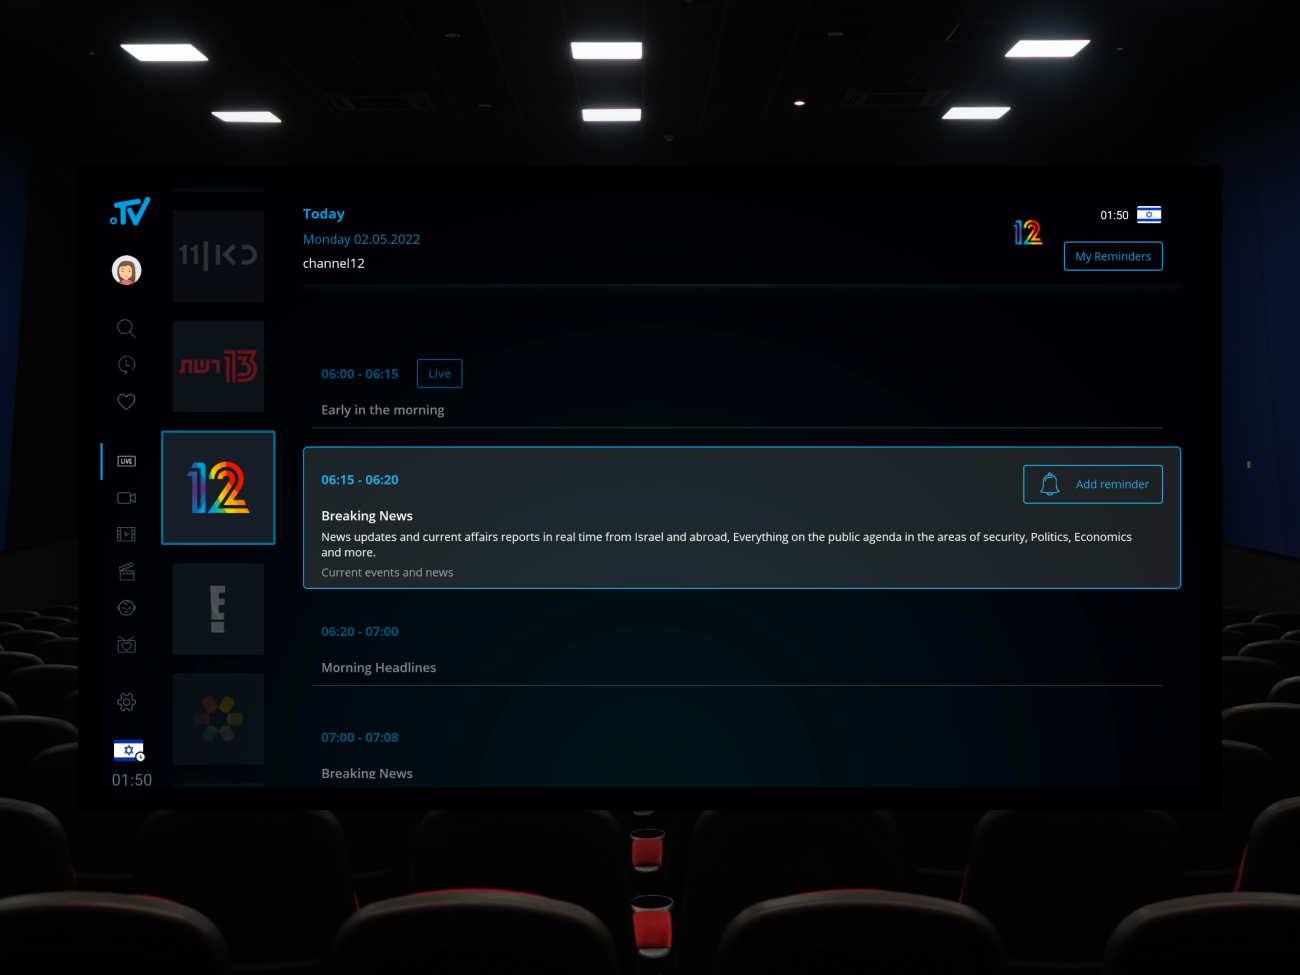 TV
כאן|11
רשת 13
12
E!
LIVE
01:50
Today
Monday 02.05.2022
channel12
12
01:50
My Reminders
06:00 - 06:15 Live
Early in the morning
06:15 - 06:20
Add reminder
Breaking News
News updates and current affairs reports in real time from Israel and abroad, Everything on the public agenda in the areas of security, Politics, Economics
and more.
Current events and news
06:20 - 07:00
Morning Headlines
07:00 - 07:08
Breaking News